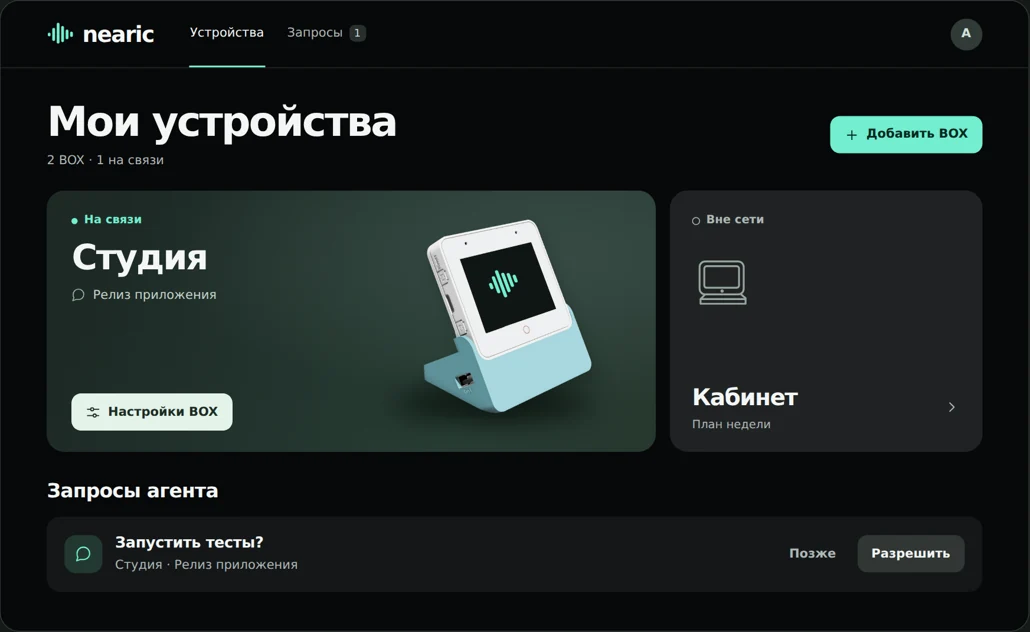 nearic
Устройства
Запросы 1
A
Мои устройства
2 BOX · 1 на связи
+ Добавить BOX
На связи
Студия
Релиз приложения
Настройки BOX
Вне сети
Кабинет
План недели
Запросы агента
Запустить тесты?
Студия · Релиз приложения
Позже
Разрешить